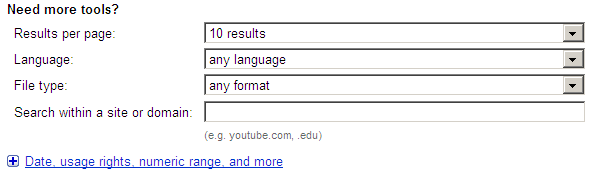 Need more tools?
Results per page: 10 results
Language: any language
File type: any format
Search within a site or domain:
(e.g. youtube.com, .edu)
Date, usage rights, numeric range, and more